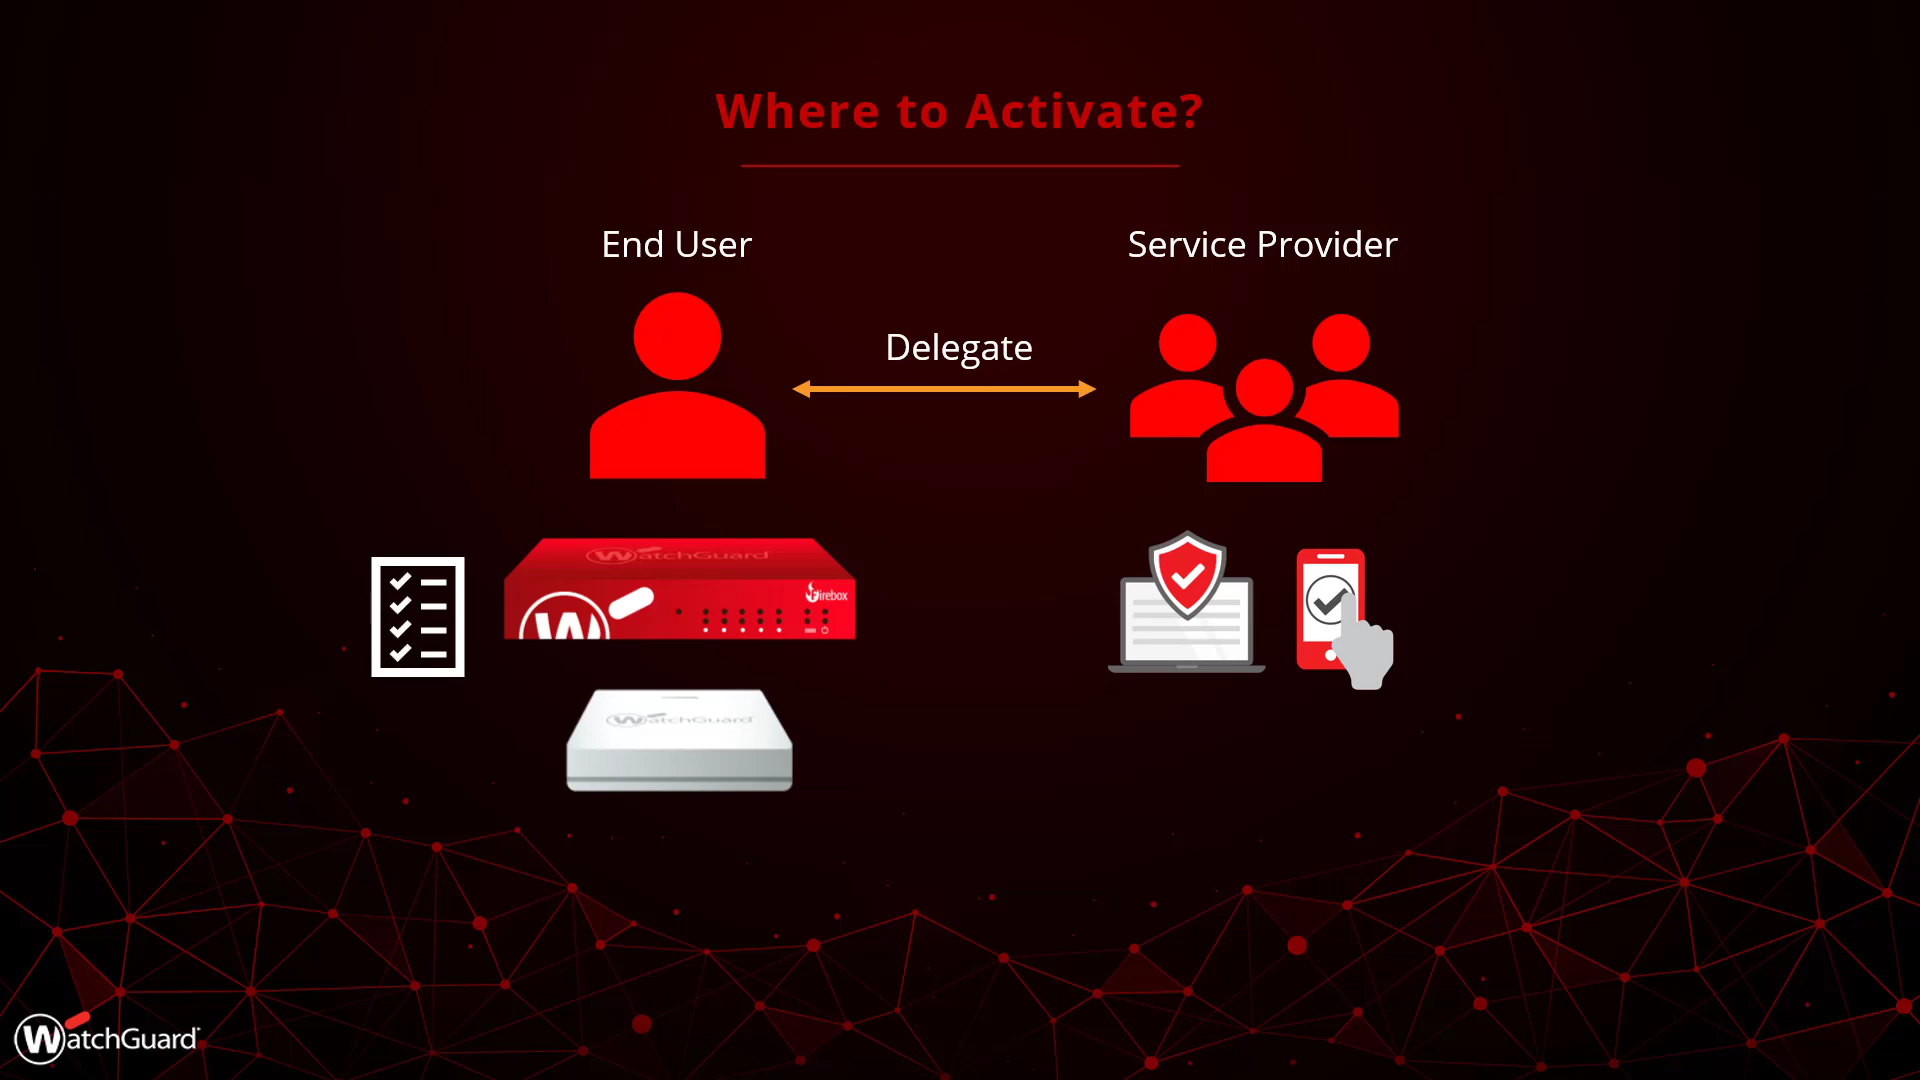 Where to Activate?
End User
Service Provider
Delegate
WatchGuard
Firebox
W
WatchGuard
WatchGuard